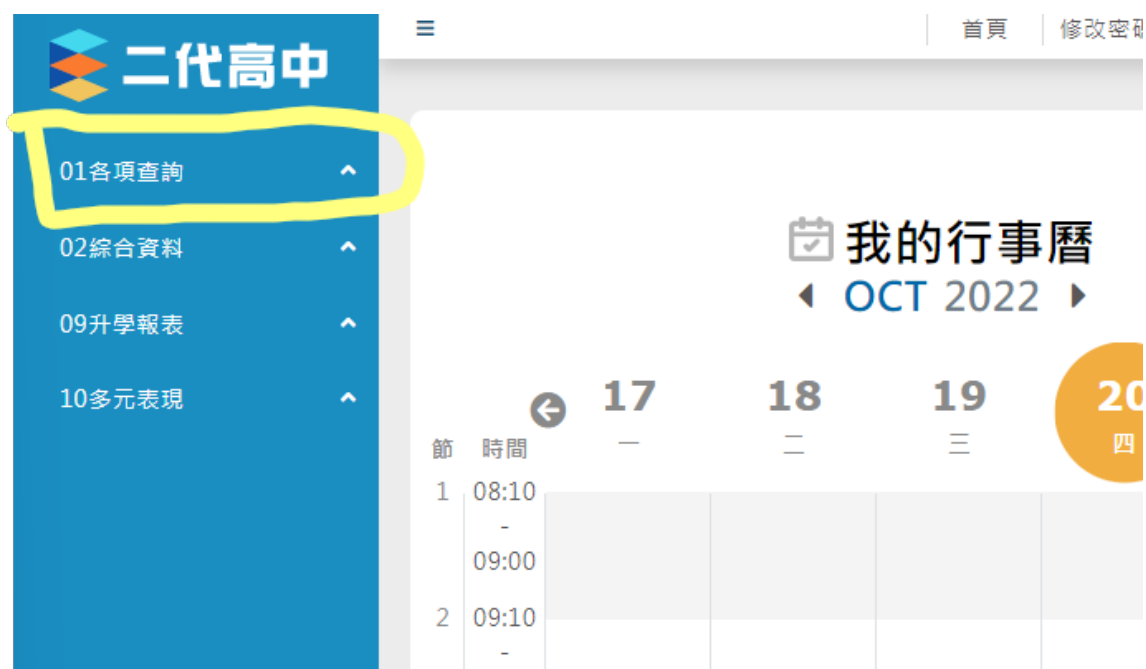 二代高中
01各項查詢
02綜合資料
09升學報表
10多元表現
首頁 修改密碼
我的行事曆
OCT 2022
17 18 19 20
節 時間 一 二 三 四
1 08:10
-
09:00
2 09:10
-